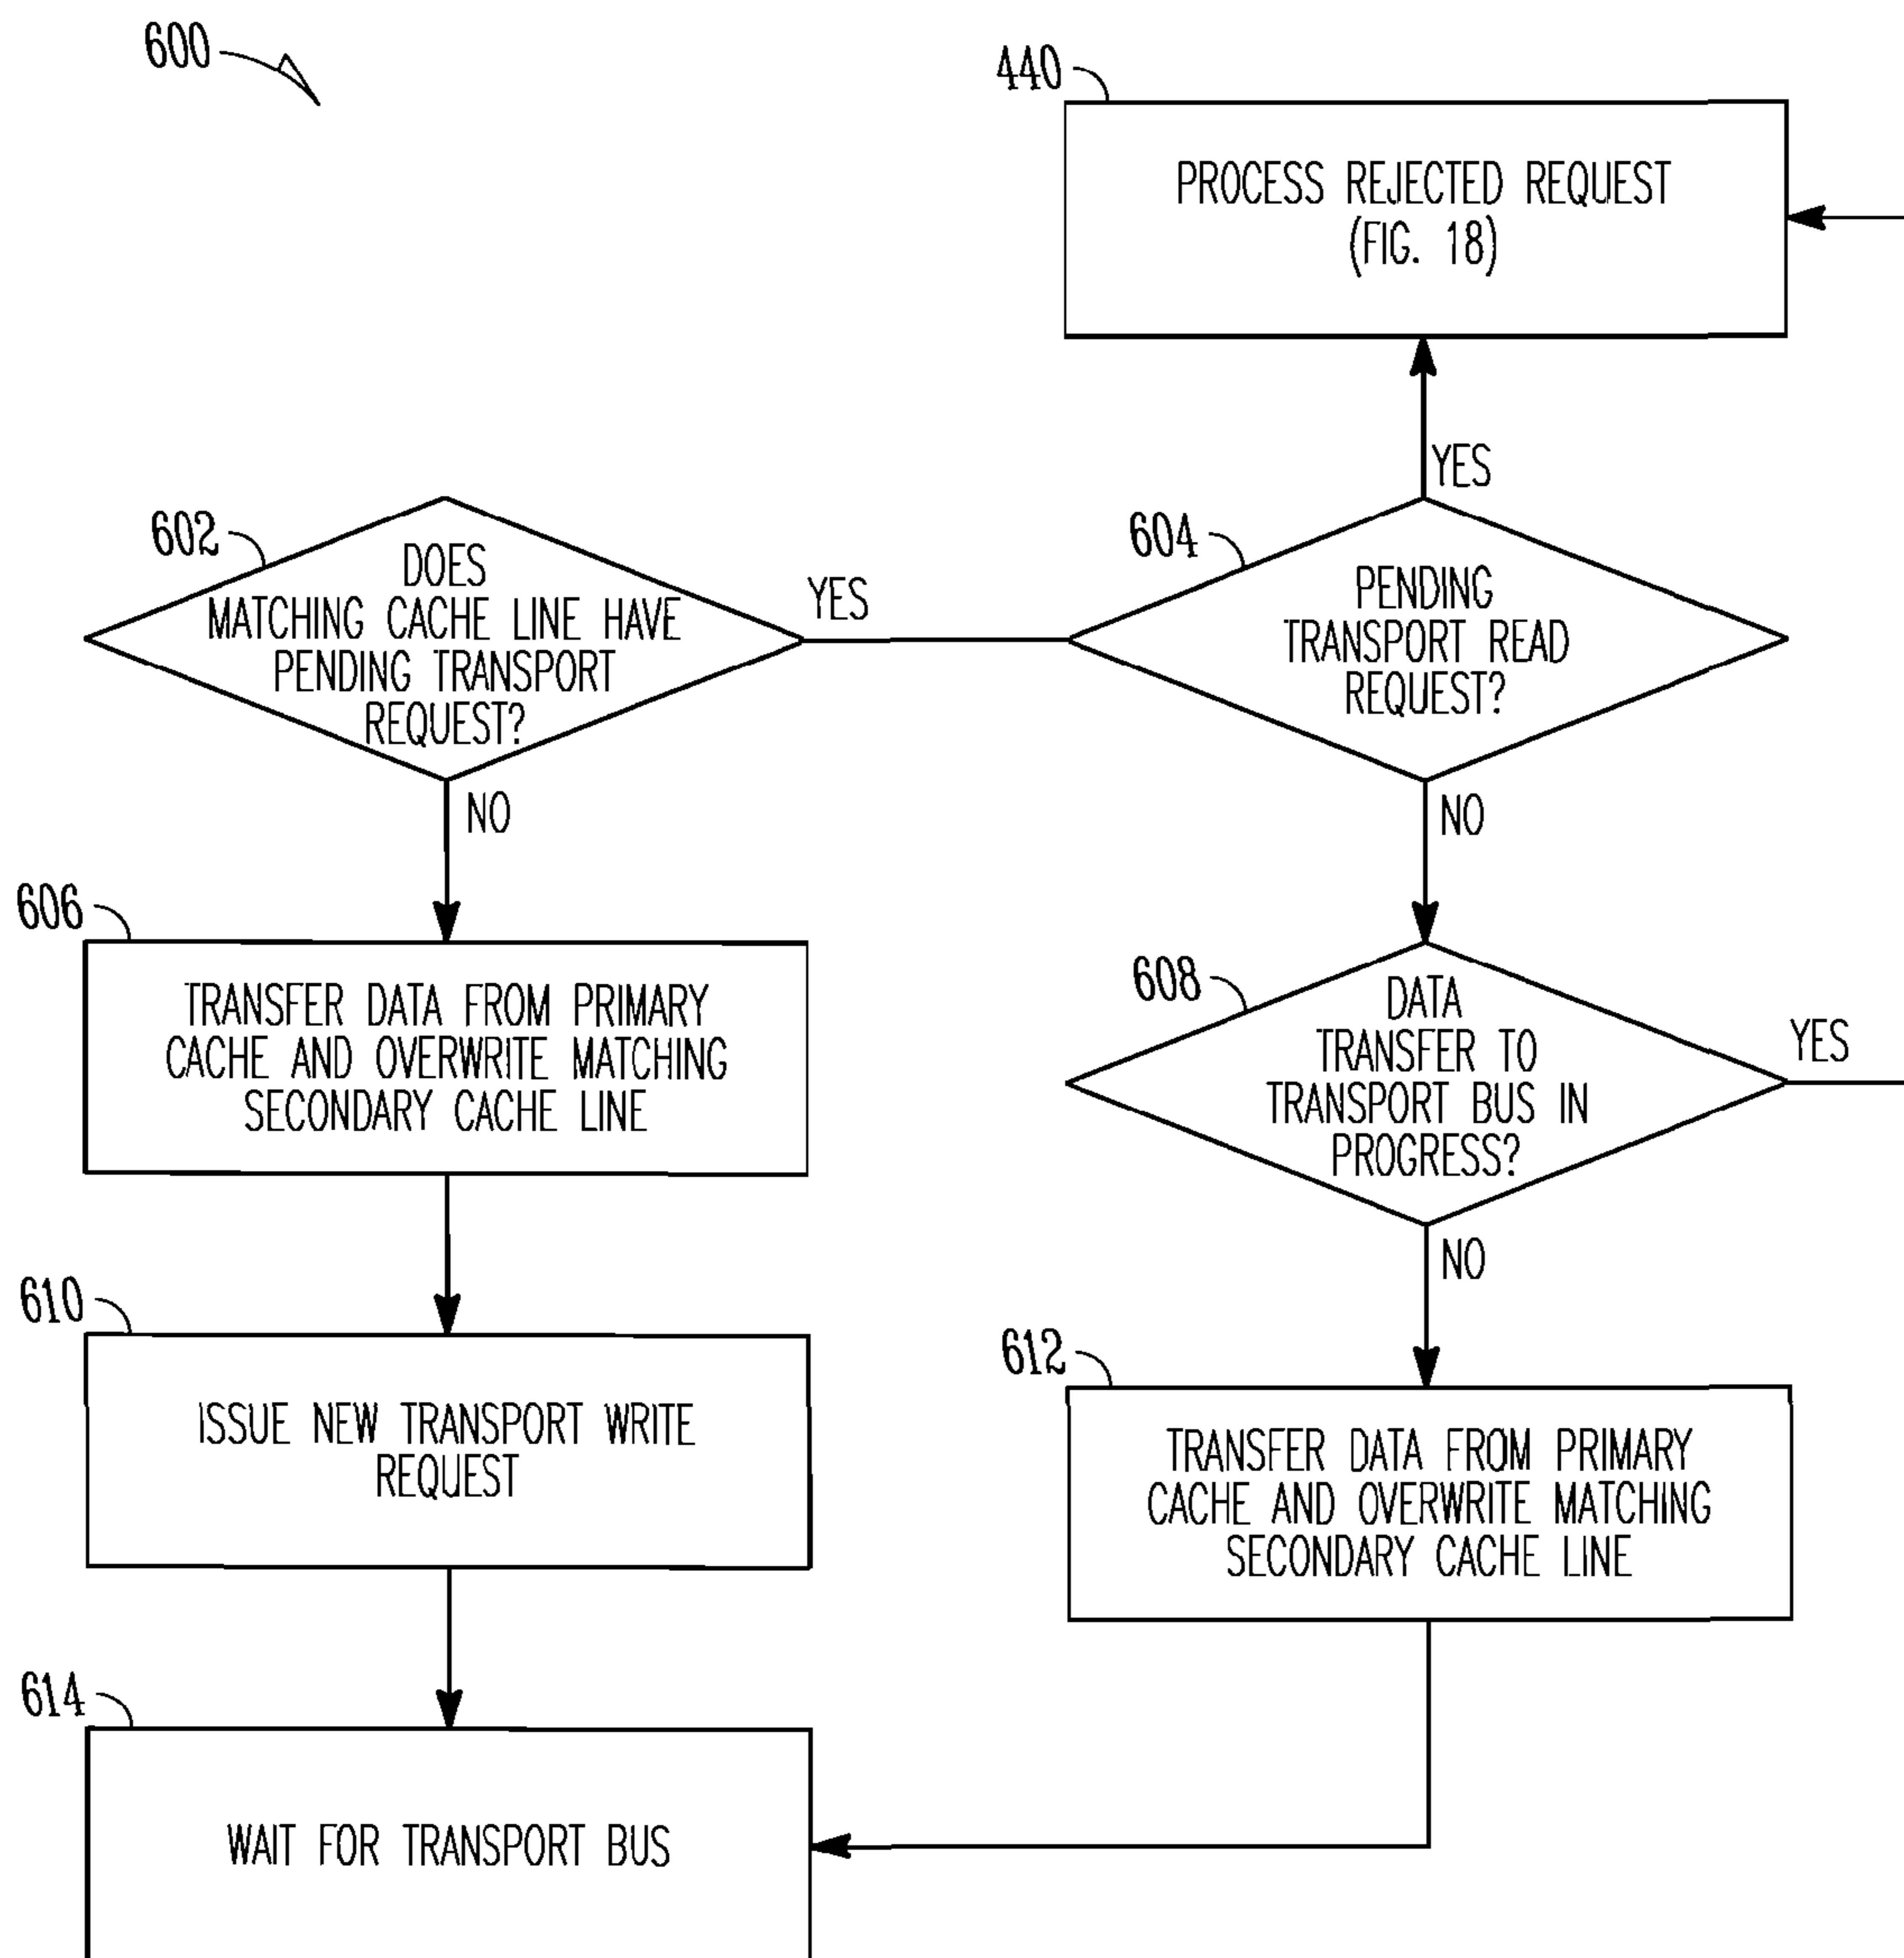 600
440
PROCESS REJECTED REQUEST
(FIG. 18)
YES
602
DOES
MATCHING CACHE LINE HAVE
PENDING TRANSPORT
REQUEST?
YES
604
PENDING
TRANSPORT READ
REQUEST?
NO
NO
606
TRANSFER DATA FROM PRIMARY
CACHE AND OVERWRITE MATCHING
SECONDARY CACHE LINE
608
DATA
TRANSFER TO
TRANSPORT BUS IN
PROGRESS?
YES
NO
610
ISSUE NEW TRANSPORT WRITE
REQUEST
612
TRANSFER DATA FROM PRIMARY
CACHE AND OVERWRITE MATCHING
SECONDARY CACHE LINE
614
WAIT FOR TRANSPORT BUS